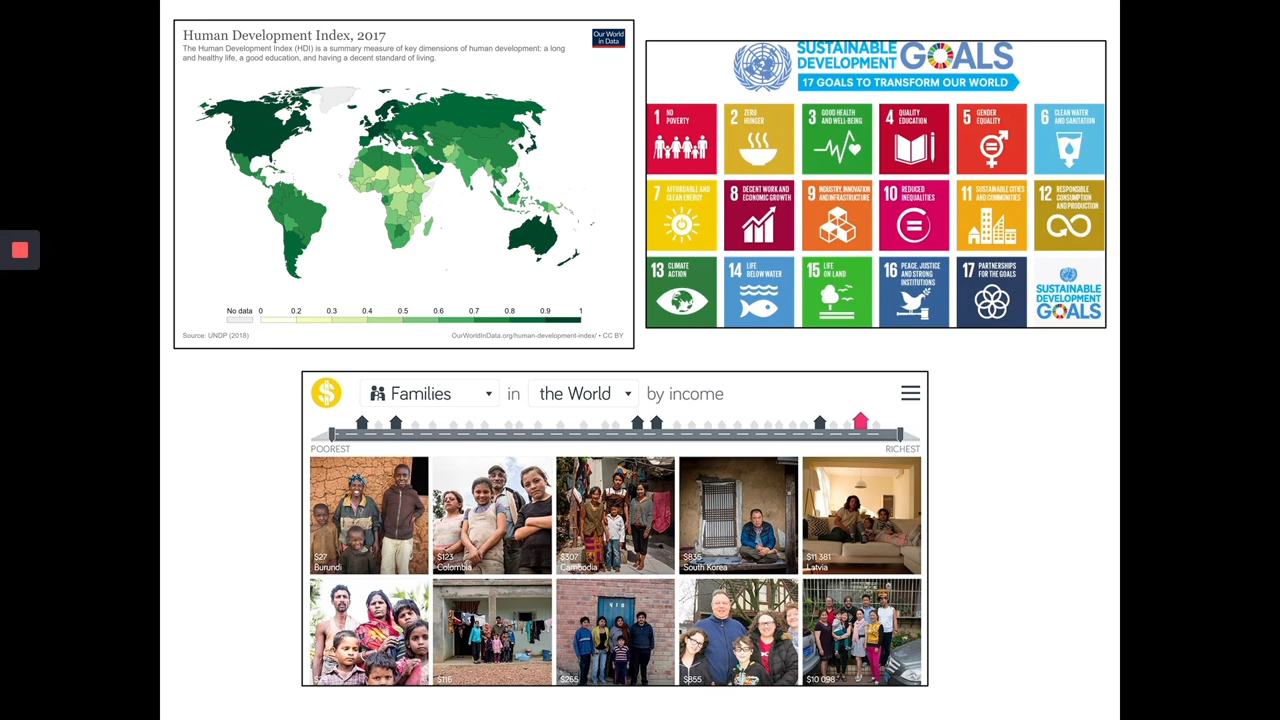 Human Development Index, 2017
The Human Development Index (HDI) is a summary measure of key dimensions of human development: a long
and healthy life, a good education, and having a decent standard of living.
Our World
in Data
No data
0
0.2
0.3
0.4
0.5
0.6
0.7
0.8
0.9
1
Source: UNDP (2018)
OurWorldInData.org/human-development-index/ • CC BY
SUSTAINABLE
DEVELOPMENT
GOALS
17 GOALS TO TRANSFORM OUR WORLD
1 NO
POVERTY
2 ZERO
HUNGER
3 GOOD HEALTH
AND WELL-BEING
4 QUALITY
EDUCATION
5 GENDER
EQUALITY
6 CLEAN WATER
AND SANITATION
7 AFFORDABLE AND
CLEAN ENERGY
8 DECENT WORK AND
ECONOMIC GROWTH
9 INDUSTRY, INNOVATION
AND INFRASTRUCTURE
10 REDUCED
INEQUALITIES
11 SUSTAINABLE CITIES
AND COMMUNITIES
12 RESPONSIBLE
CONSUMPTION
AND PRODUCTION
13 CLIMATE
ACTION
14 LIFE
BELOW WATER
15 LIFE
ON LAND
16 PEACE, JUSTICE
AND STRONG
INSTITUTIONS
17 PARTNERSHIPS
FOR THE GOALS
SUSTAINABLE
DEVELOPMENT
GOALS
$
Families
in
the World
by income
POOREST
RICHEST
$27
Burundi
$123
Colombia
$307
Cambodia
$835
South Korea
$11 381
Latvia
$116
$265
$855
$10 098